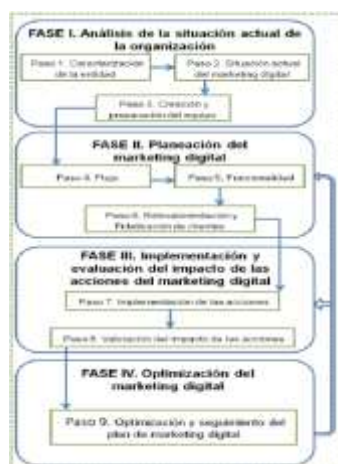 FASE I. Análisis de la situación actual de
la organización
Paso 1. Caracterización
de la entidad
Paso 2. Situación actual
del marketing digital
Paso 3. Creación y
preparación del equipo
FASE II. Planeación del
marketing digital
Paso 4. Flujo
Paso 5. Funcionalidad
Paso 6. Retroalimentación y
Fidelización de clientes
FASE III. Implementación y
evaluación del impacto de las
acciones del marketing digital
Paso 7. Implementación de las acciones
Paso 8. Valoración del impacto de las acciones
FASE IV. Optimización del
marketing digital
Paso 9. Optimización y seguimiento del
plan de marketing digital